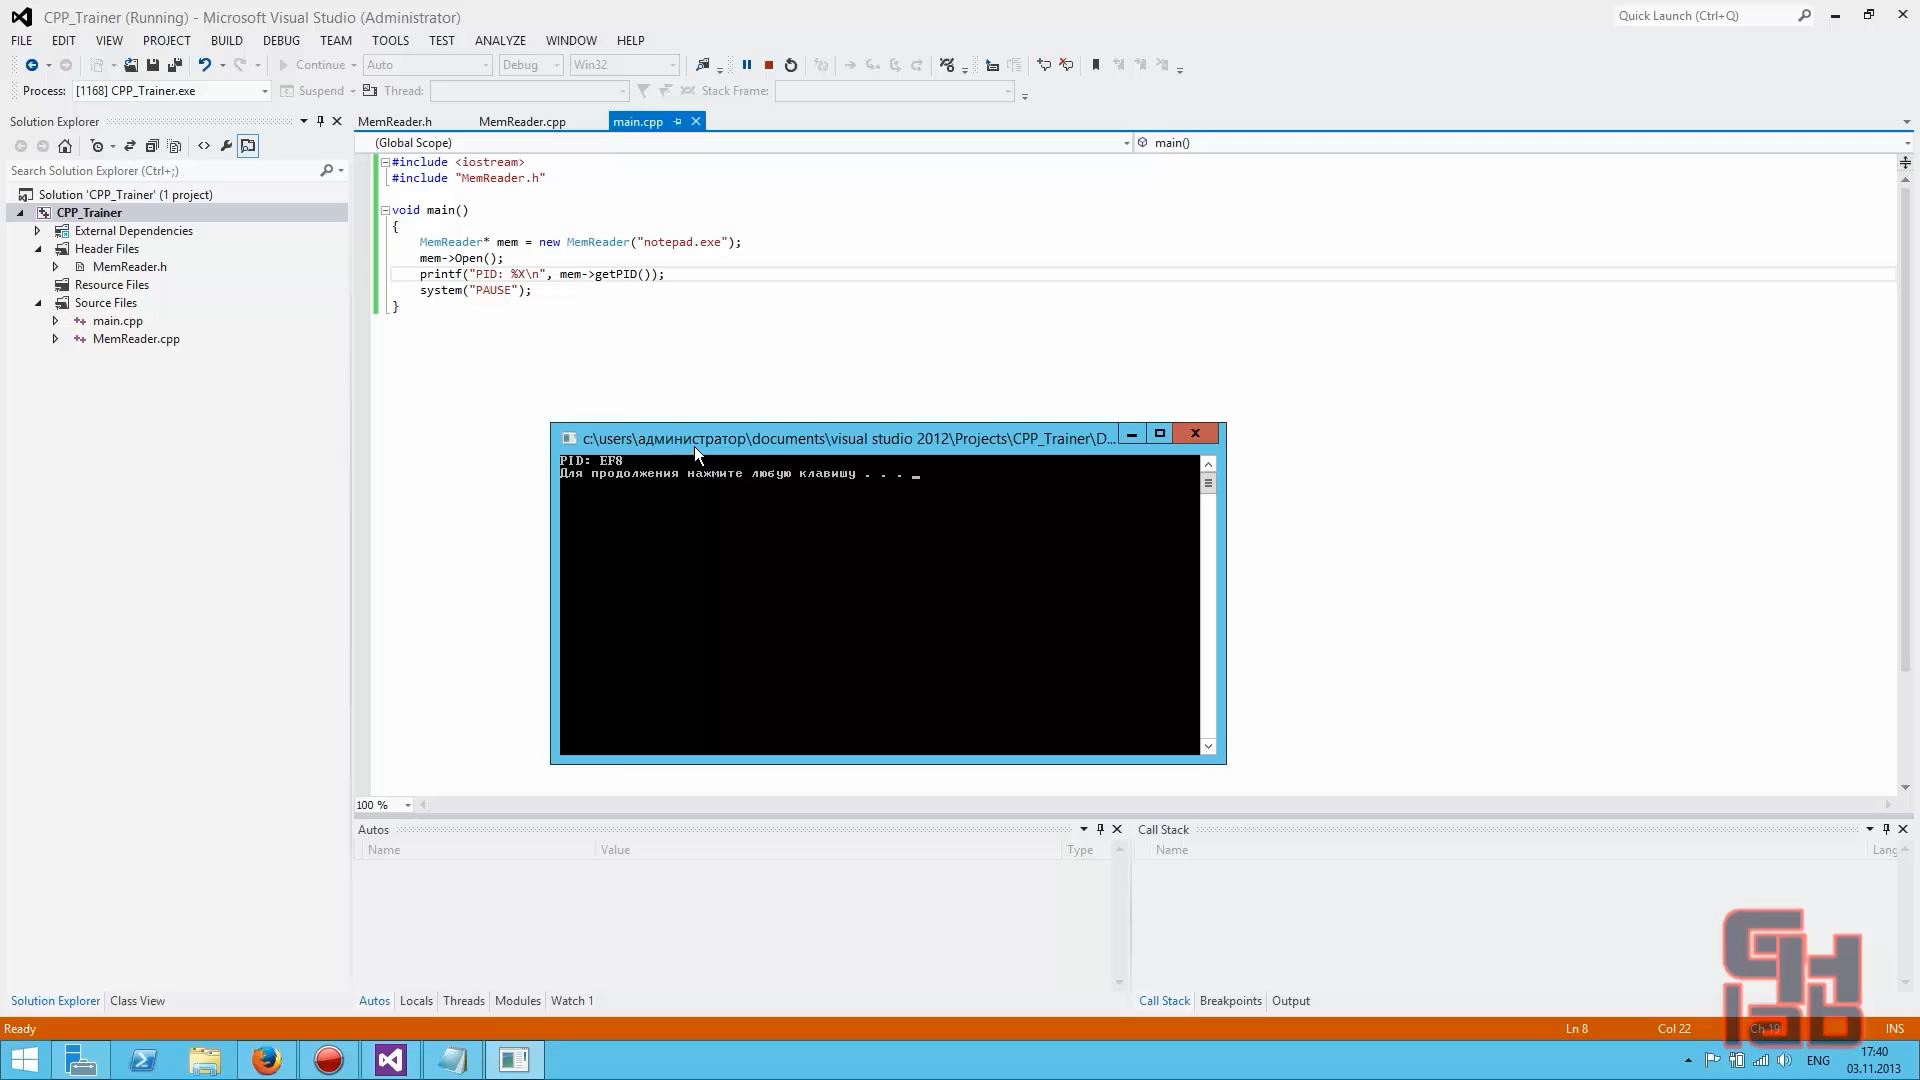 CPP_Trainer (Running) - Microsoft Visual Studio (Administrator)
Quick Launch (Ctrl+Q)
FILE EDIT VIEW PROJECT BUILD DEBUG TEAM TOOLS TEST ANALYZE WINDOW HELP
Continue Auto Debug Win32
Process: [1168] CPP_Trainer.exe Suspend Thread: Stack Frame:
Solution Explorer
MemReader.h MemReader.cpp main.cpp
(Global Scope) main()
Search Solution Explorer (Ctrl+;)
Solution 'CPP_Trainer' (1 project)
CPP_Trainer
External Dependencies
Header Files
MemReader.h
Resource Files
Source Files
main.cpp
MemReader.cpp
#include <iostream>
#include "MemReader.h"
void main()
{
MemReader* mem = new MemReader("notepad.exe");
mem->Open();
printf("PID: %X\n", mem->getPID());
system("PAUSE");
}
c:\users\администратор\documents\visual studio 2012\Projects\CPP_Trainer\D...
PID: EF8
Для продолжения нажмите любую клавишу . . . _
100 %
Autos
Name Value Type
Call Stack
Name Lang
Solution Explorer Class View
Autos Locals Threads Modules Watch 1
Call Stack Breakpoints Output
Ready Ln 8 Col 22 Ch 19 INS
ENG 17:40
03.11.2013